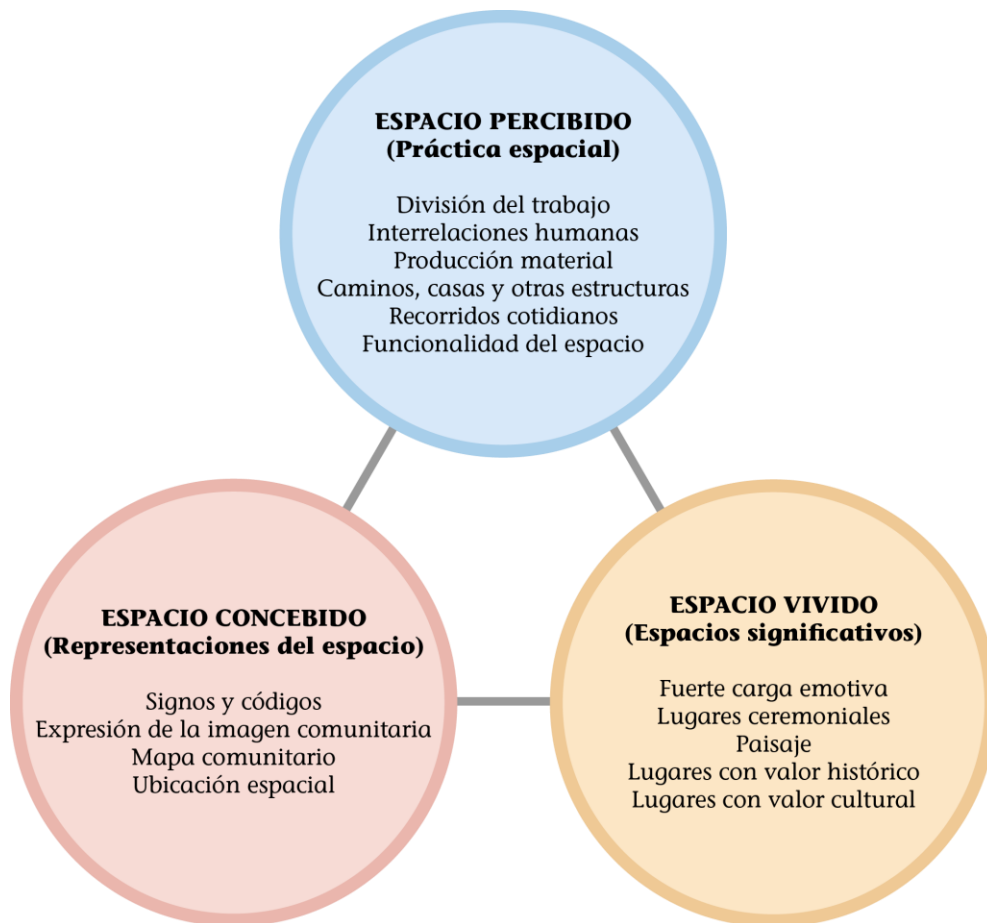 ESPACIO PERCIBIDO
(Práctica espacial)
División del trabajo
Interrelaciones humanas
Producción material
Caminos, casas y otras estructuras
Recorridos cotidianos
Funcionalidad del espacio
ESPACIO CONCEBIDO
(Representaciones del espacio)
Signos y códigos
Expresión de la imagen comunitaria
Mapa comunitario
Ubicación espacial
ESPACIO VIVIDO
(Espacios significativos)
Fuerte carga emotiva
Lugares ceremoniales
Paisaje
Lugares con valor histórico
Lugares con valor cultural